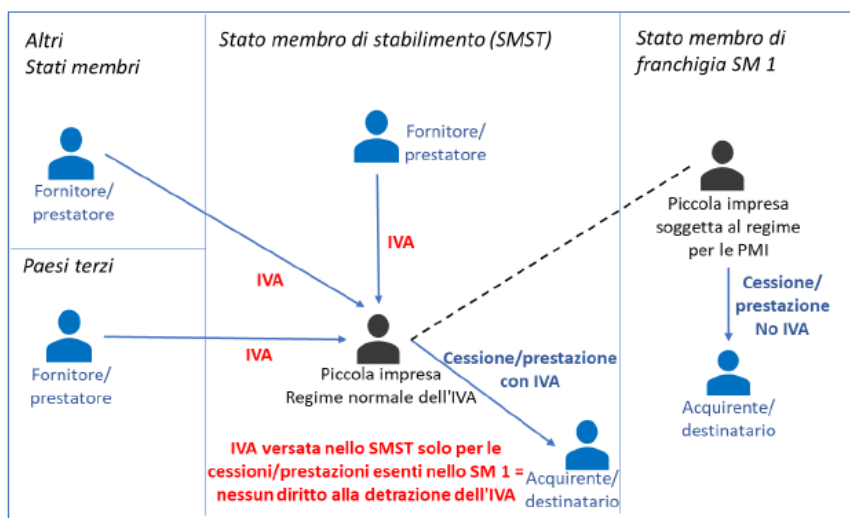 Altri
Stati membri
Fornitore/
prestatore
IVA
Paesi terzi
Fornitore/
prestatore
IVA
Stato membro di stabilimento (SMST)
Fornitore/
prestatore
IVA
Piccola impresa
Regime normale dell'IVA
Cessione/prestazione
con IVA
IVA versata nello SMST solo per le
cessioni/prestazioni esenti nello SM 1 =
nessun diritto alla detrazione dell'IVA
Acquirente/
destinatario
Stato membro di
franchigia SM 1
Piccola impresa
soggetta al regime
per le PMI
Cessione/
prestazione
No IVA
Acquirente/
destinatario